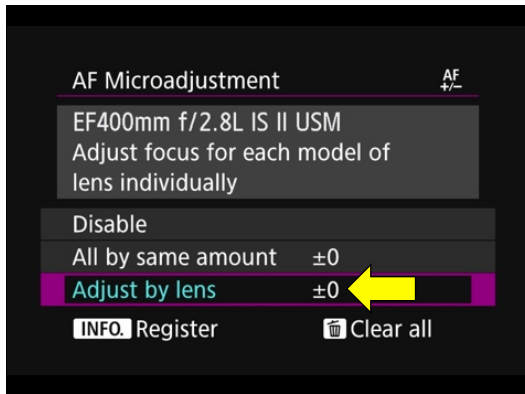 AF Microadjustment AF +/−
EF400mm f/2.8L IS II USM
Adjust focus for each model of
lens individually
Disable
All by same amount ±0
Adjust by lens ±0
INFO. Register Clear all